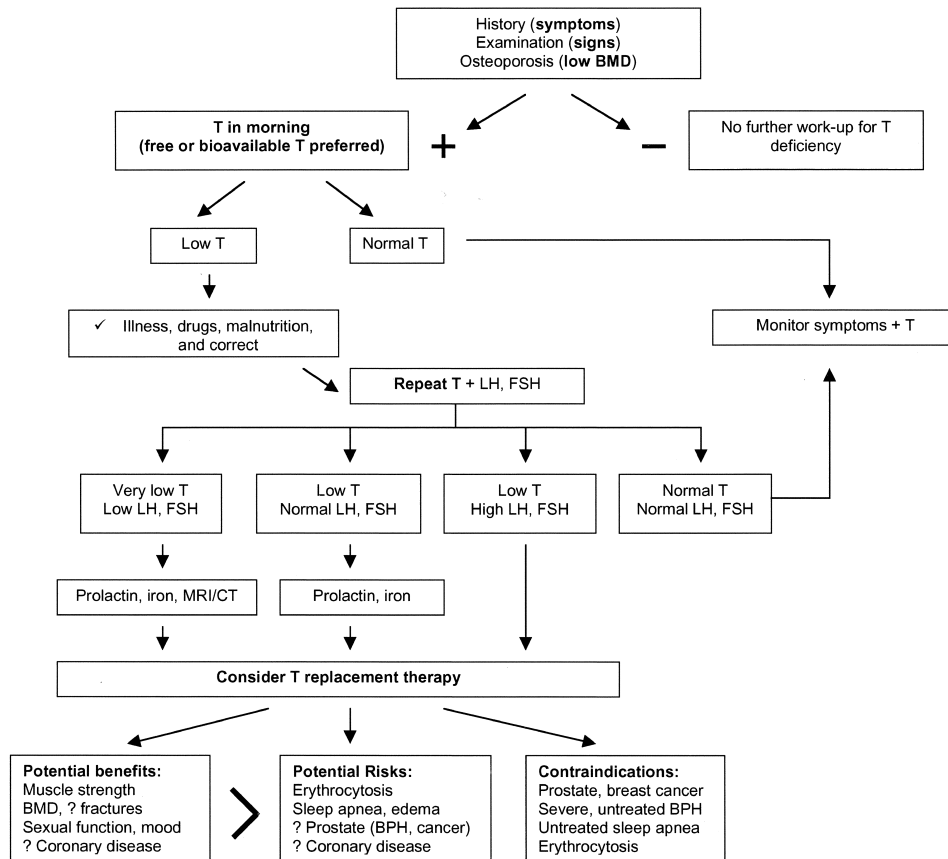 History (symptoms)
Examination (signs)
Osteoporosis (low BMD)
T in morning
(free or bioavailable T preferred)
+
−
No further work-up for T
deficiency
Low T
Normal T
✓ Illness, drugs, malnutrition,
and correct
Monitor symptoms + T
Repeat T + LH, FSH
Very low T
Low LH, FSH
Low T
Normal LH, FSH
Low T
High LH, FSH
Normal T
Normal LH, FSH
Prolactin, iron, MRI/CT
Prolactin, iron
Consider T replacement therapy
Potential benefits:
Muscle strength
BMD, ? fractures
Sexual function, mood
? Coronary disease
>
Potential Risks:
Erythrocytosis
Sleep apnea, edema
? Prostate (BPH, cancer)
? Coronary disease
Contraindications:
Prostate, breast cancer
Severe, untreated BPH
Untreated sleep apnea
Erythrocytosis